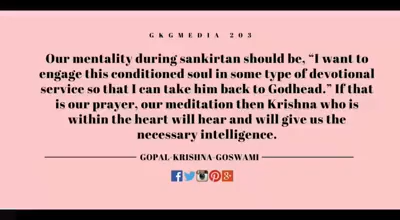 GKGMEDIA 203
Our mentality during sankirtan should be, “I want to
engage this conditioned soul in some type of devotional
service so that I can take him back to Godhead.” If that
is our prayer, our meditation then Krishna who is
within the heart will hear and will give us the
necessary intelligence.
GOPAL-KRISHNA-GOSWAMI